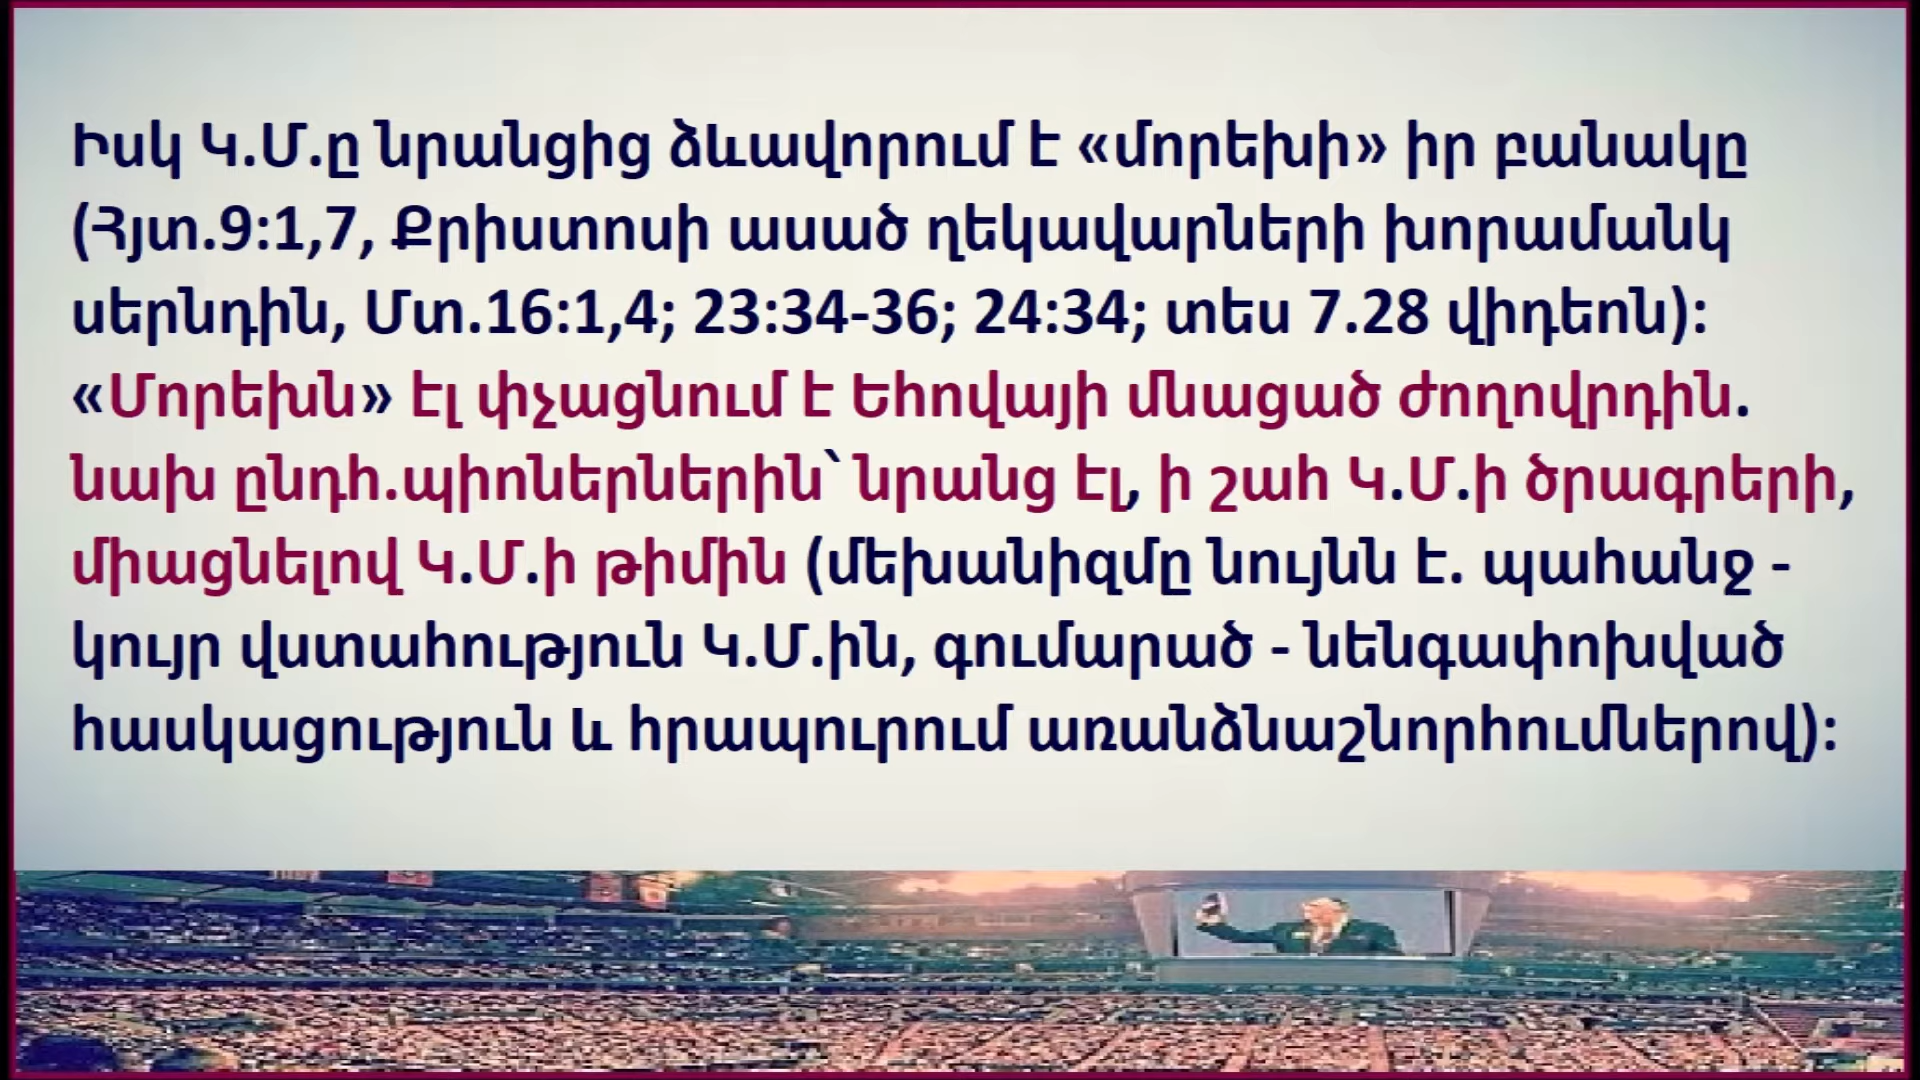 Իսկ Կ.Մ.ը նրանցից ձևավորում է «մորեխի» իր բանակը
(Հյտ.9:1,7, Քրիստոսի ասած ղեկավարների խորամանկ
սերնդին, Մտ.16:1,4; 23:34-36; 24:34; տես 7.28 վիդեոն):
«Մորեխն» էլ փչացնում է Եհովայի մնացած ժողովրդին.
նախ ընդհ.պիոներներին՝ նրանց էլ, ի շահ Կ.Մ.ի ծրագրերի,
միացնելով Կ.Մ.ի թիմին (մեխանիզմը նույնն է. պահանջ -
կույր վստահություն Կ.Մ.ին, գումարած - նենգափոխված
հասկացություն և հրապուրում առանձնաշնորհումներով):